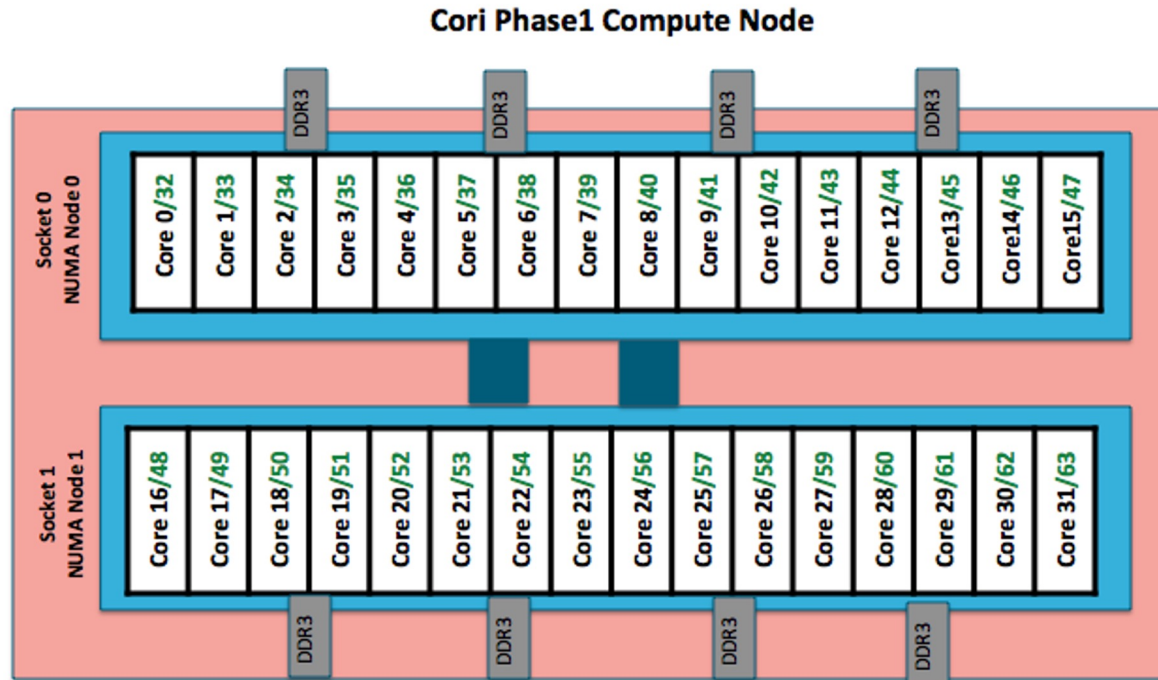 Cori Phase1 Compute Node
DDR3
DDR3
DDR3
DDR3
Socket 0
NUMA Node 0
Core 0/32
Core 1/33
Core 2/34
Core 3/35
Core 4/36
Core 5/37
Core 6/38
Core 7/39
Core 8/40
Core 9/41
Core 10/42
Core 11/43
Core 12/44
Core13/45
Core14/46
Core15/47
Socket 1
NUMA Node 1
Core 16/48
Core 17/49
Core 18/50
Core 19/51
Core 20/52
Core 21/53
Core 22/54
Core 23/55
Core 24/56
Core 25/57
Core 26/58
Core 27/59
Core 28/60
Core 29/61
Core 30/62
Core 31/63
DDR3
DDR3
DDR3
DDR3